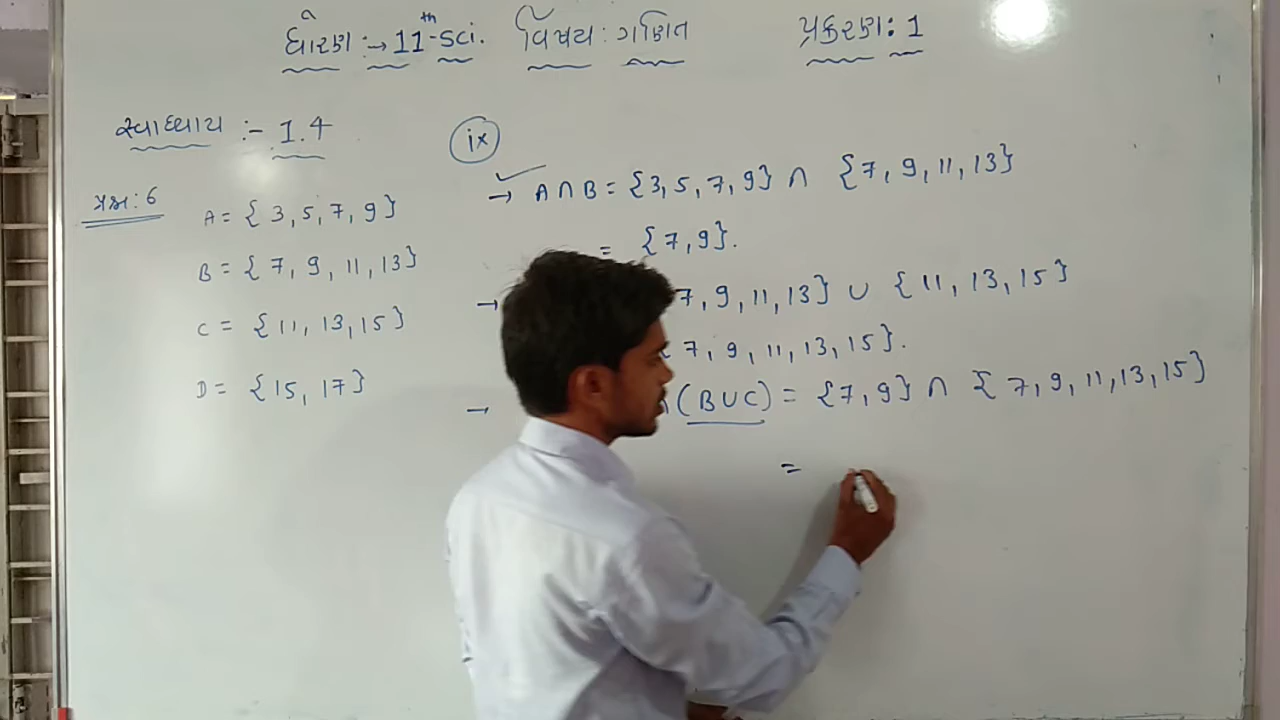 ધોરણ :→ 11th-sci. વિષય : ગણિત પ્રકરણ : 1
સ્વાધ્યાય :- 1.4
પ્રશ્ન : 6
A = { 3, 5, 7, 9 }
B = { 7, 9, 11, 13 }
C = { 11, 13, 15 }
D = { 15, 17 }
ix
→ A ∩ B = {3, 5, 7, 9} ∩ {7, 9, 11, 13}
= {7, 9}.
→ 7, 9, 11, 13} ∪ {11, 13, 15}
{ 7, 9, 11, 13, 15}.
→ ∩ (B ∪ C) = {7, 9} ∩ { 7, 9, 11, 13, 15}
=